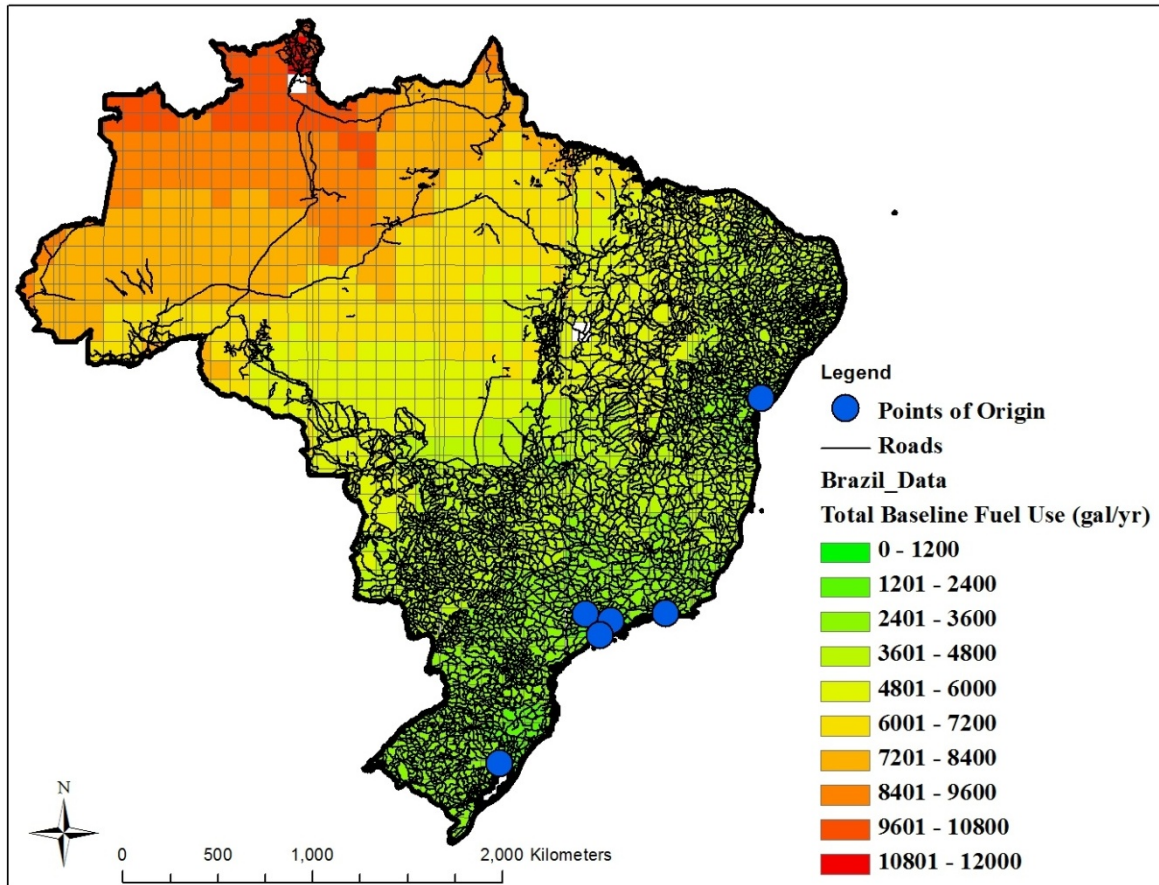 Legend
Points of Origin
Roads
Brazil_Data
Total Baseline Fuel Use (gal/yr)
0 - 1200
1201 - 2400
2401 - 3600
3601 - 4800
4801 - 6000
6001 - 7200
7201 - 8400
8401 - 9600
9601 - 10800
10801 - 12000
N
0 500 1,000 2,000 Kilometers